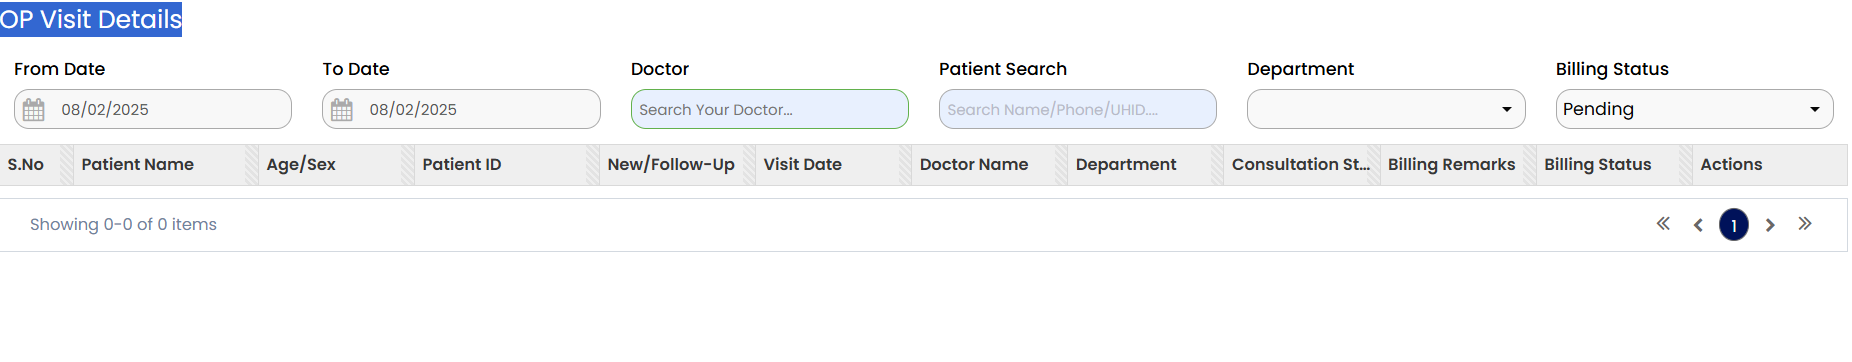 OP Visit Details
From Date To Date Doctor Patient Search Department Billing Status
08/02/2025 08/02/2025 Search Your Doctor... Search Name/Phone/UHID.... Pending
S.No Patient Name Age/Sex Patient ID New/Follow-Up Visit Date Doctor Name Department Consultation St... Billing Remarks Billing Status Actions
Showing 0-0 of 0 items 1